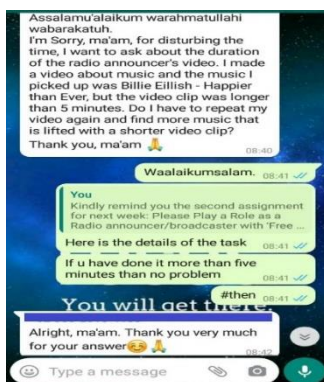 Assalamu'alaikum warahmatullahi
wabarakatuh.
I'm Sorry, ma'am, for disturbing the
time, I want to ask about the duration
of the radio announcer's video. I made
a video about music and the music I
picked up was Billie Eillish - Happier
than Ever, but the video clip was longer
than 5 minutes. Do I have to repeat my
video again and find more music that
is lifted with a shorter video clip?
Thank you, ma'am 🙏
08:40
Waalaikumsalam. 08:41
You
Kindly remind you the second assignment
for next week: Please Play a Role as a
Radio announcer/broadcaster with 'Free ...
Here is the details of the task 08:41
If u have done it more than five
minutes than no problem 08:41
#then 08:41
You will get there.
Alright, ma'am. Thank you very much
for your answer😊🙏 08:42
Type a message